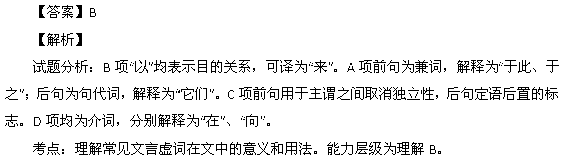 【答案】B
【解析】
试题分析：B 项“以”均表示目的关系，可译为“来”。A 项前句为兼词，解释为“于此、于
之”；后句为句代词，解释为“它们”。C 项前句用于主谓之间取消独立性，后句定语后置的标
志。D 项均为介词，分别解释为“在”、“向”。
考点：理解常见文言虚词在文中的意义和用法。能力层级为理解 B。